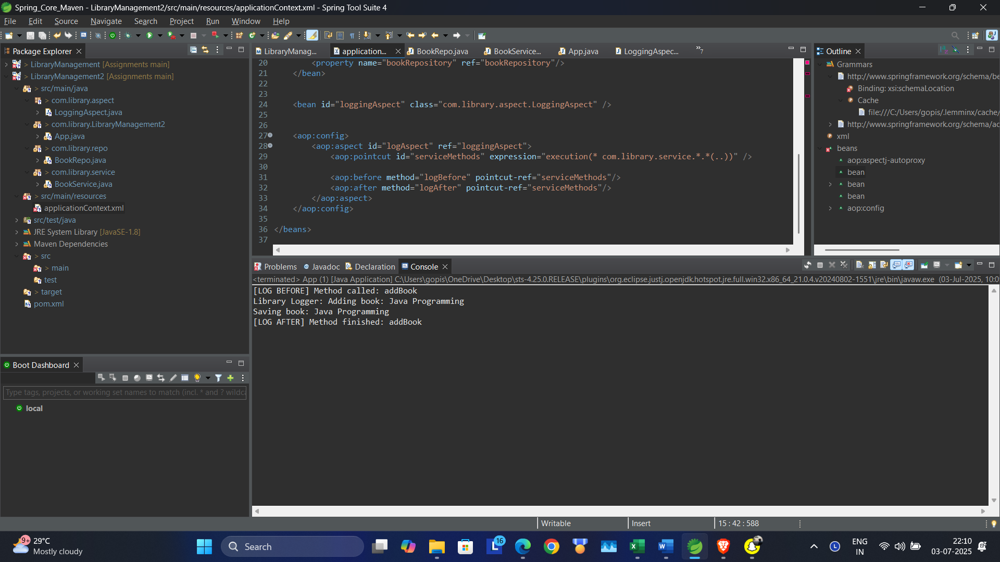 Spring_Core_Maven - LibraryManagement2/src/main/resources/applicationContext.xml - Spring Tool Suite 4
File Edit Source Navigate Search Project Run Window Help
Package Explorer
> LibraryManagement [Assignments main]
> LibraryManagement2 [Assignments main]
> src/main/java
> com.library.aspect
LoggingAspect.java
> com.library.LibraryManagement2
App.java
> com.library.repo
BookRepo.java
> com.library.service
BookService.java
> src/main/resources
applicationContext.xml
src/test/java
JRE System Library [JavaSE-1.8]
Maven Dependencies
> src
> main
test
> target
pom.xml
LibraryManag... application... BookRepo.java BookService... App.java LoggingAspec... »7
20 <property name="bookRepository" ref="bookRepository"/>
21 </bean>
22
23
24 <bean id="loggingAspect" class="com.library.aspect.LoggingAspect" />
25
26
27 <aop:config>
28 <aop:aspect id="logAspect" ref="loggingAspect">
29 <aop:pointcut id="serviceMethods" expression="execution(* com.library.service.*.*(..))" />
30
31 <aop:before method="logBefore" pointcut-ref="serviceMethods"/>
32 <aop:after method="logAfter" pointcut-ref="serviceMethods"/>
33 </aop:aspect>
34 </aop:config>
35
36 </beans>
37
Outline
Grammars
http://www.springframework.org/schema/be
Binding: xsi:schemaLocation
Cache
file:///C:/Users/gopis/.lemminx/cache/
http://www.springframework.org/schema/ao
xml
beans
aop:aspectj-autoproxy
bean
bean
bean
aop:config
Problems Javadoc Declaration Console
<terminated> App (1) [Java Application] C:\Users\gopis\OneDrive\Desktop\sts-4.25.0.RELEASE\plugins\org.eclipse.justj.openjdk.hotspot.jre.full.win32.x86_64_21.0.4.v20240802-1551\jre\bin\javaw.exe (03-Jul-2025, 10:0
[LOG BEFORE] Method called: addBook
Library Logger: Adding book: Java Programming
Saving book: Java Programming
[LOG AFTER] Method finished: addBook
Boot Dashboard
Type tags, projects, or working set names to match (incl. * and ? wildca
local
Writable Insert 15 : 42 : 588
9+ 29°C
Mostly cloudy
Search
16
ENG
IN
22:10
03-07-2025